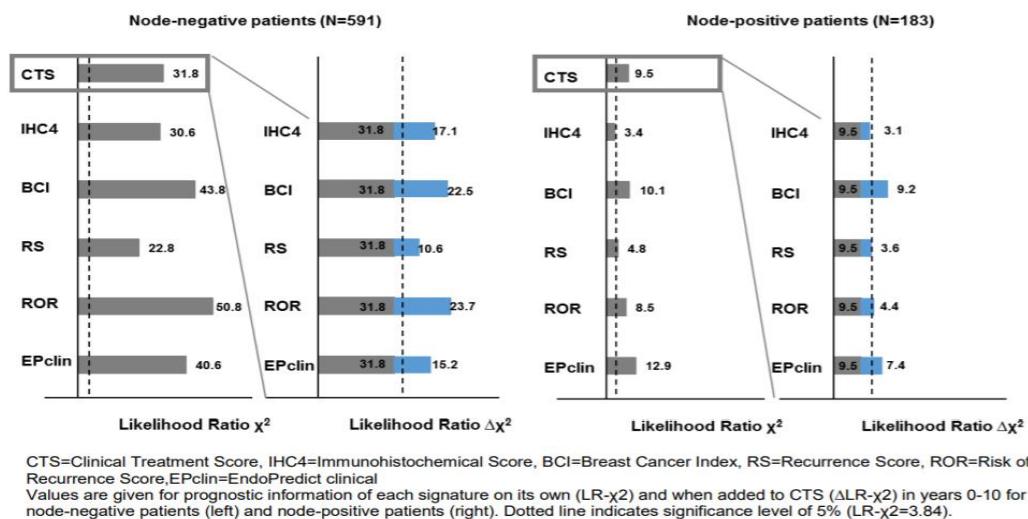 Node-negative patients (N=591)
Node-positive patients (N=183)
CTS 31.8
IHC4 30.6
BCI 43.8
RS 22.8
ROR 50.8
EPclin 40.6
Likelihood Ratio χ²
IHC4 31.8 17.1
BCI 31.8 22.5
RS 31.8 10.6
ROR 31.8 23.7
EPclin 31.8 15.2
Likelihood Ratio Δχ²
CTS 9.5
IHC4 3.4
BCI 10.1
RS 4.8
ROR 8.5
EPclin 12.9
Likelihood Ratio χ²
IHC4 9.5 3.1
BCI 9.5 9.2
RS 9.5 3.6
ROR 9.5 4.4
EPclin 9.5 7.4
Likelihood Ratio Δχ²
CTS=Clinical Treatment Score, IHC4=Immunohistochemical Score, BCI=Breast Cancer Index, RS=Recurrence Score, ROR=Risk of
Recurrence Score,EPclin=EndoPredict clinical
Values are given for prognostic information of each signature on its own (LR-χ2) and when added to CTS (ΔLR-χ2) in years 0-10 for
node-negative patients (left) and node-positive patients (right). Dotted line indicates significance level of 5% (LR-χ2=3.84).